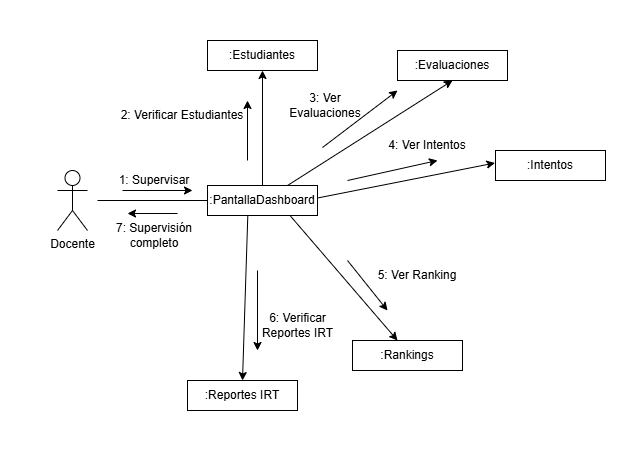 :Estudiantes
:Evaluaciones
3: Ver
Evaluaciones
2: Verificar Estudiantes
4: Ver Intentos
:Intentos
1: Supervisar
:PantallaDashboard
7: Supervisión
completo
Docente
5: Ver Ranking
6: Verificar
Reportes IRT
:Rankings
:Reportes IRT